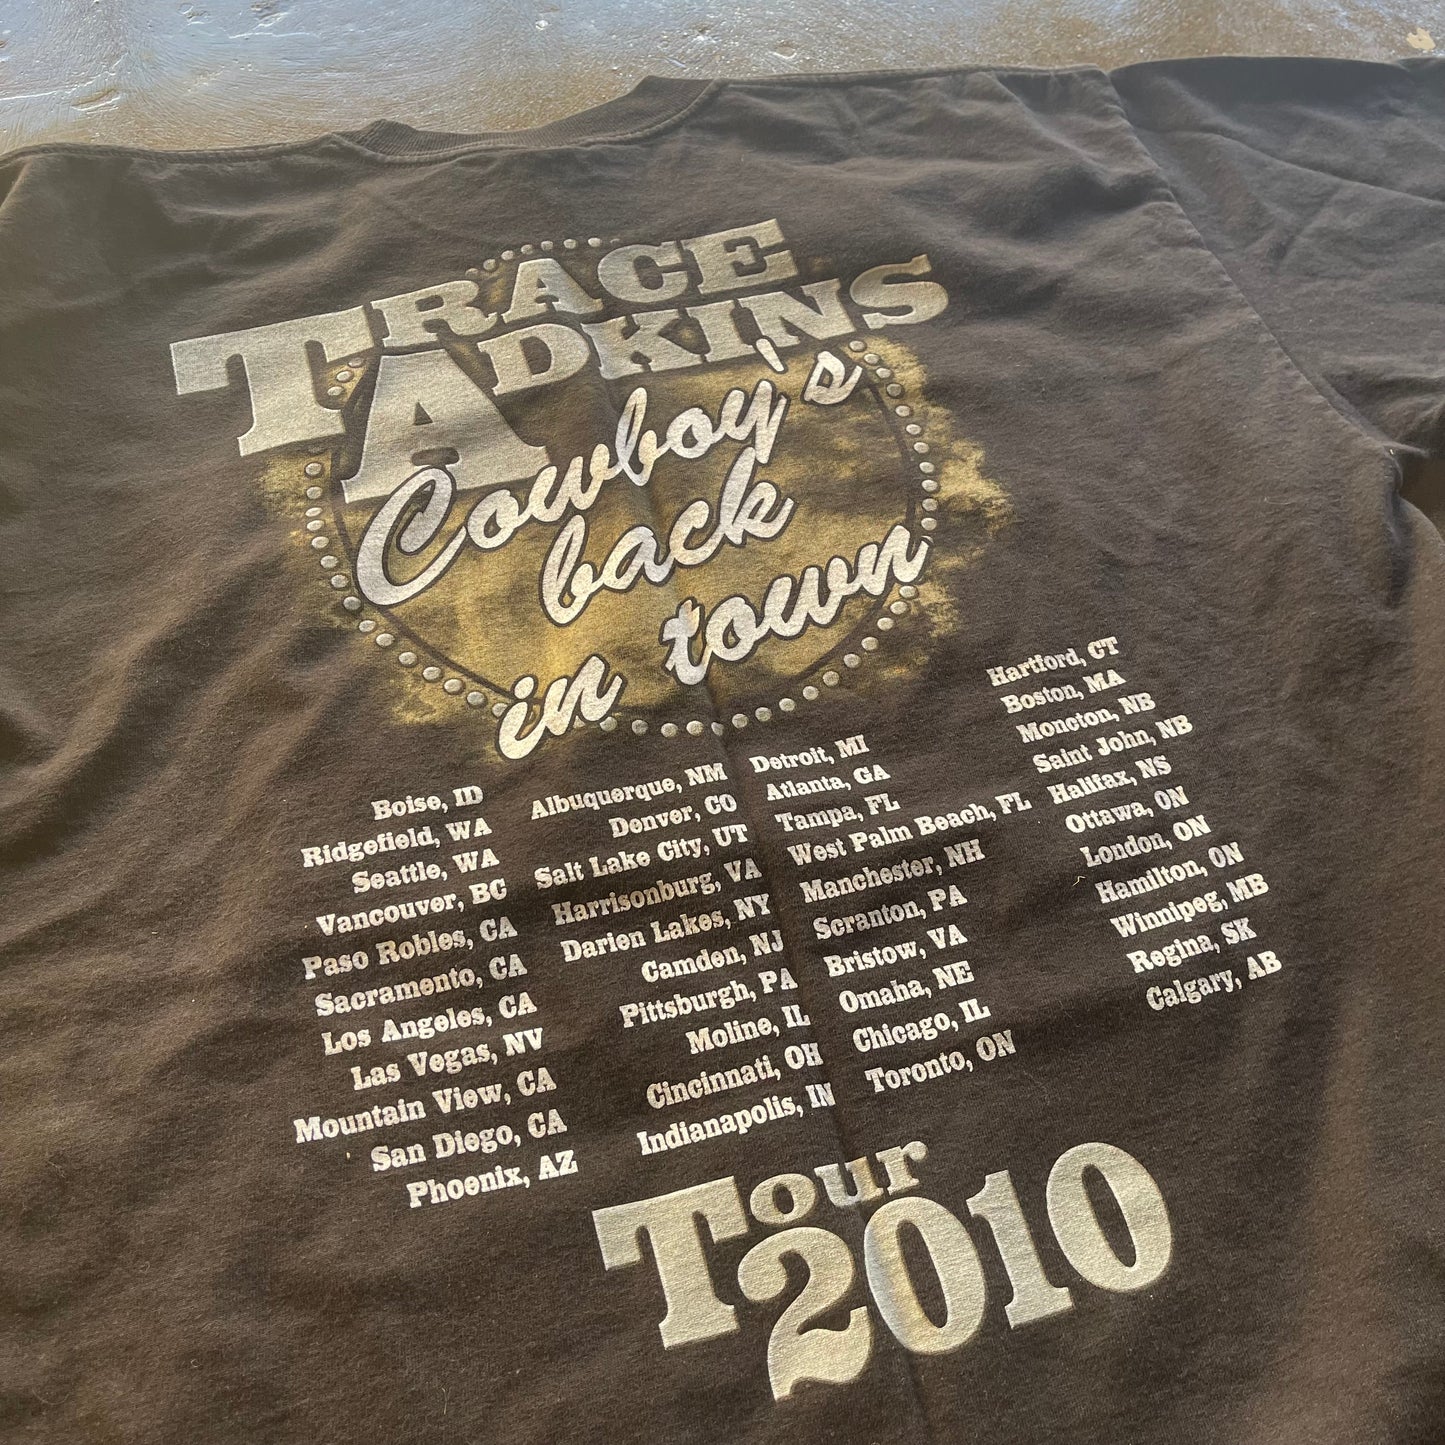 TRACE
ADKINS
Cowboy's
back
in town
Boise, ID
Ridgefield, WA
Seattle, WA
Vancouver, BC
Paso Robles, CA
Sacramento, CA
Los Angeles, CA
Las Vegas, NV
Mountain View, CA
San Diego, CA
Phoenix, AZ
Albuquerque, NM
Denver, CO
Salt Lake City, UT
Harrisonburg, VA
Darien Lakes, NY
Camden, NJ
Pittsburgh, PA
Moline, IL
Cincinnati, OH
Indianapolis, IN
Detroit, MI
Atlanta, GA
Tampa, FL
West Palm Beach, FL
Manchester, NH
Scranton, PA
Bristow, VA
Omaha, NE
Chicago, IL
Toronto, ON
Hartford, CT
Boston, MA
Moncton, NB
Saint John, NB
Halifax, NS
Ottawa, ON
London, ON
Hamilton, ON
Winnipeg, MB
Regina, SK
Calgary, AB
Tour
2010